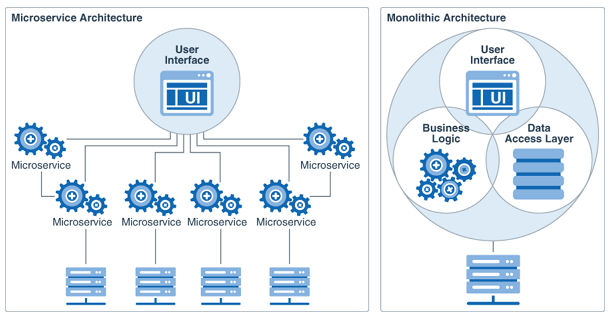 Microservice Architecture
User
Interface
UI
Microservice
Microservice
Microservice
Microservice
Microservice
Microservice
Monolithic Architecture
User
Interface
UI
Business
Logic
Data
Access Layer